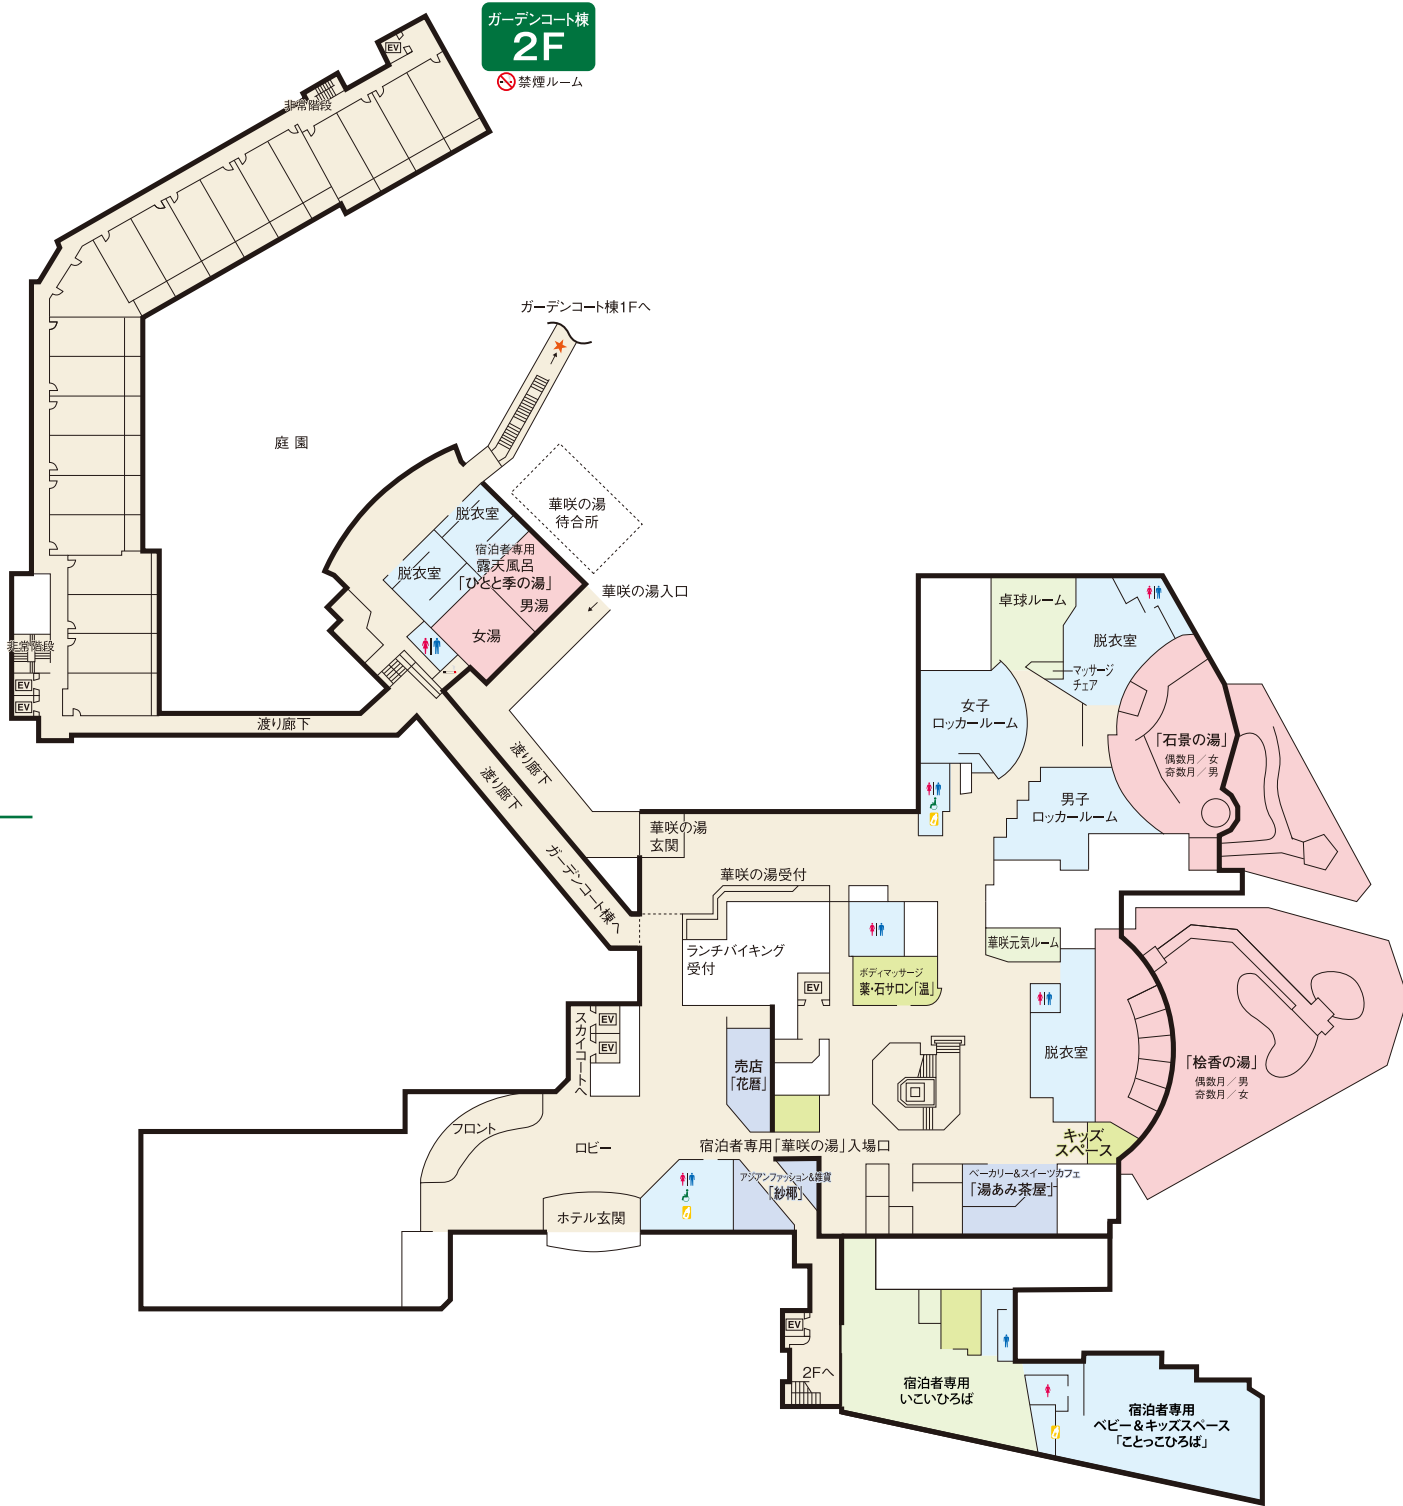 ガーデンコート棟
2F
禁煙ルーム
EV
非常階段
ガーデンコート棟1Fへ
庭園
華咲の湯
待合所
脱衣室
宿泊者専用
露天風呂
「ひとと季の湯」
脱衣室
男湯
女湯
華咲の湯入口
非常階段
EV
EV
渡り廊下
渡り廊下
渡り廊下
ガーデンコート棟へ
卓球ルーム
脱衣室
マッサージ
チェア
女子
ロッカールーム
「石景の湯」
偶数月／女
奇数月／男
男子
ロッカールーム
華咲の湯
玄関
華咲の湯受付
ランチバイキング
受付
華咲元気ルーム
ボディマッサージ
薬・石サロン「温」
EV
スカイコートへ
EV
EV
売店
「花暦」
脱衣室
「桧香の湯」
偶数月／男
奇数月／女
フロント
ロビー
宿泊者専用「華咲の湯」入場口
キッズ
スペース
アジアンファッション&雑貨
「紗椰」
ベーカリー&スイーツカフェ
「湯あみ茶屋」
ホテル玄関
EV
2Fへ
宿泊者専用
いこいひろば
宿泊者専用
ベビー&キッズスペース
「ことっこひろば」